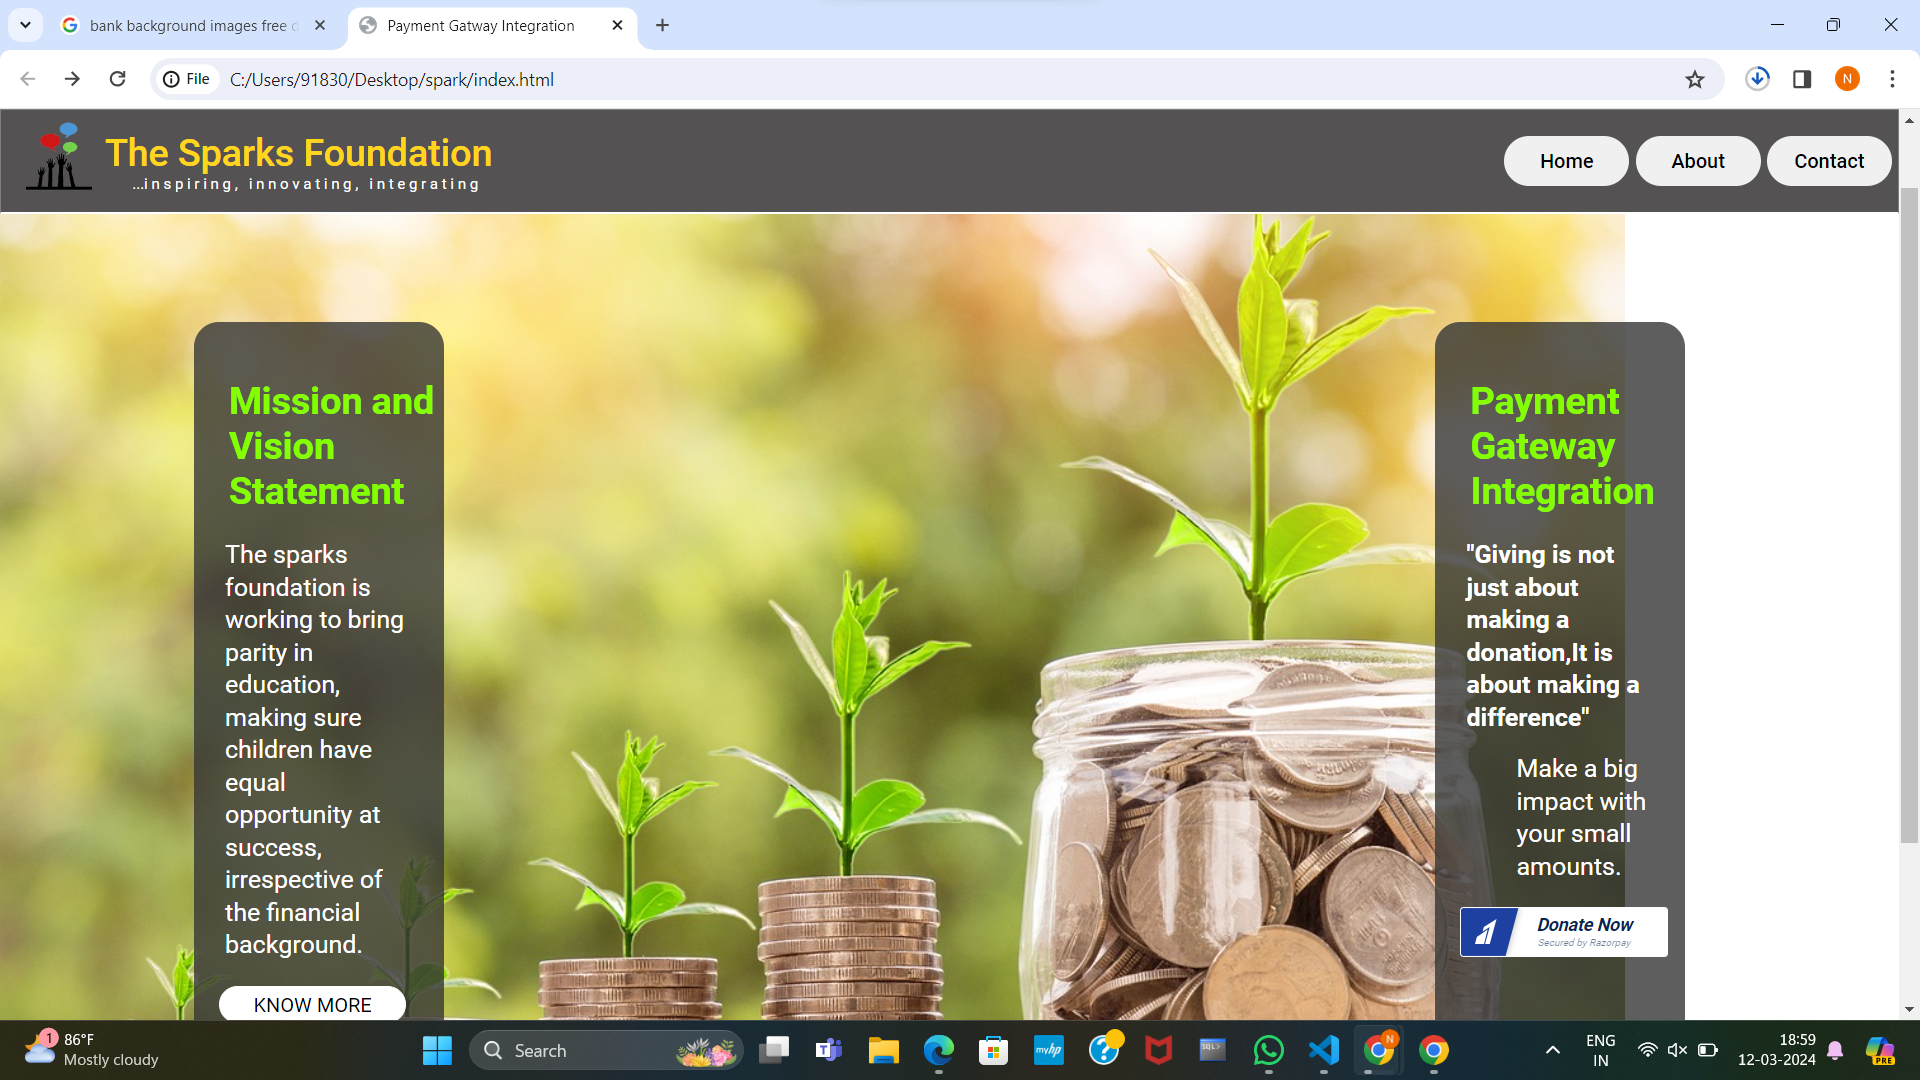 bank background images free d
Payment Gatway Integration
File
C:/Users/91830/Desktop/spark/index.html
N
The Sparks Foundation
...inspiring, innovating, integrating
Home
About
Contact
Mission and
Vision
Statement
The sparks
foundation is
working to bring
parity in
education,
making sure
children have
equal
opportunity at
success,
irrespective of
the financial
background.
KNOW MORE
Payment
Gateway
Integration
"Giving is not
just about
making a
donation,It is
about making a
difference"
Make a big
impact with
your small
amounts.
Donate Now
Secured by Razorpay
1
86°F
Mostly cloudy
Search
T
myhp
?
SQL>
N
ENG
IN
18:59
12-03-2024
PRE